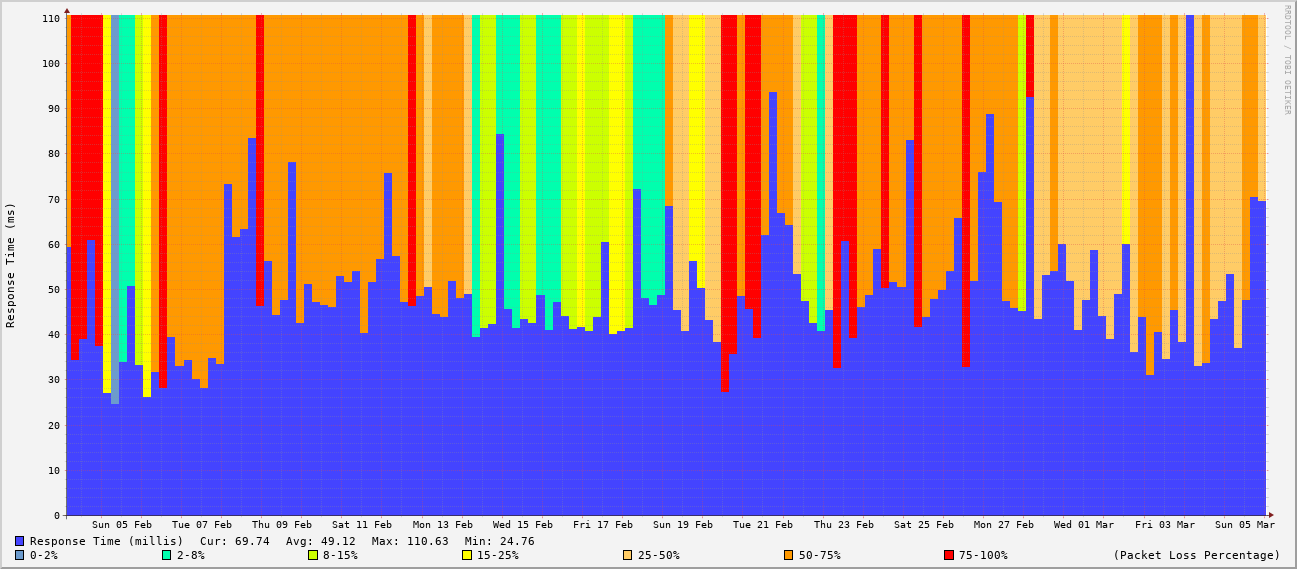 RRDTOOL / TOBI OETIKER
Response Time (ms)
110
100
90
80
70
60
50
40
30
20
10
0
Sun 05 Feb Tue 07 Feb Thu 09 Feb Sat 11 Feb Mon 13 Feb Wed 15 Feb Fri 17 Feb Sun 19 Feb Tue 21 Feb Thu 23 Feb Sat 25 Feb Mon 27 Feb Wed 01 Mar Fri 03 Mar Sun 05 Mar
Response Time (millis) Cur: 69.74 Avg: 49.12 Max: 110.63 Min: 24.76
0-2% 2-8% 8-15% 15-25% 25-50% 50-75% 75-100% (Packet Loss Percentage)